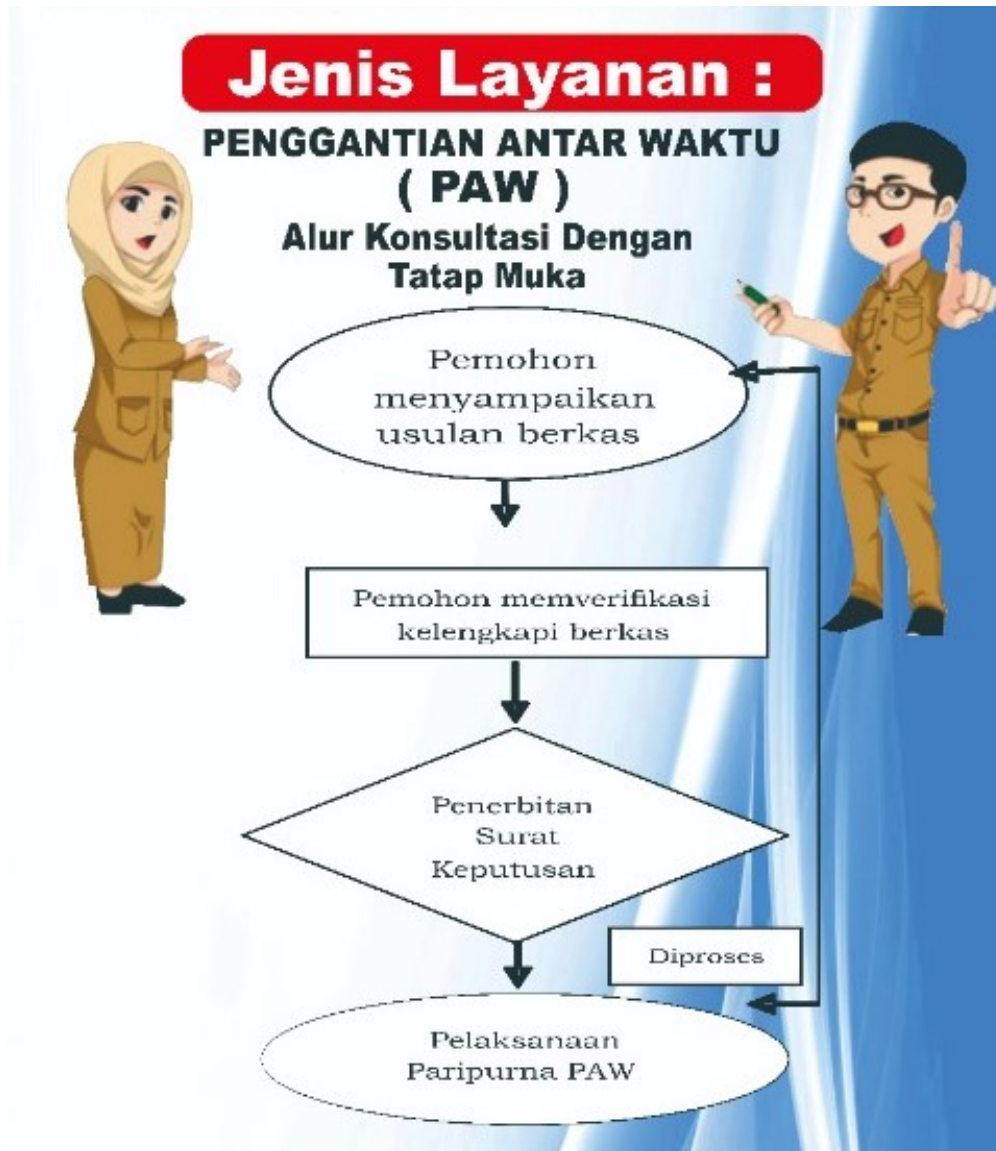 Jenis Layanan :
PENGGANTIAN ANTAR WAKTU
( PAW )
Alur Konsultasi Dengan
Tatap Muka
Pemohon
menyampaikan
usulan berkas
Pemohon memverifikasi
kelengkapi berkas
Penerbitan
Surat
Keputusan
Diproses
Pelaksanaan
Paripurna PAW